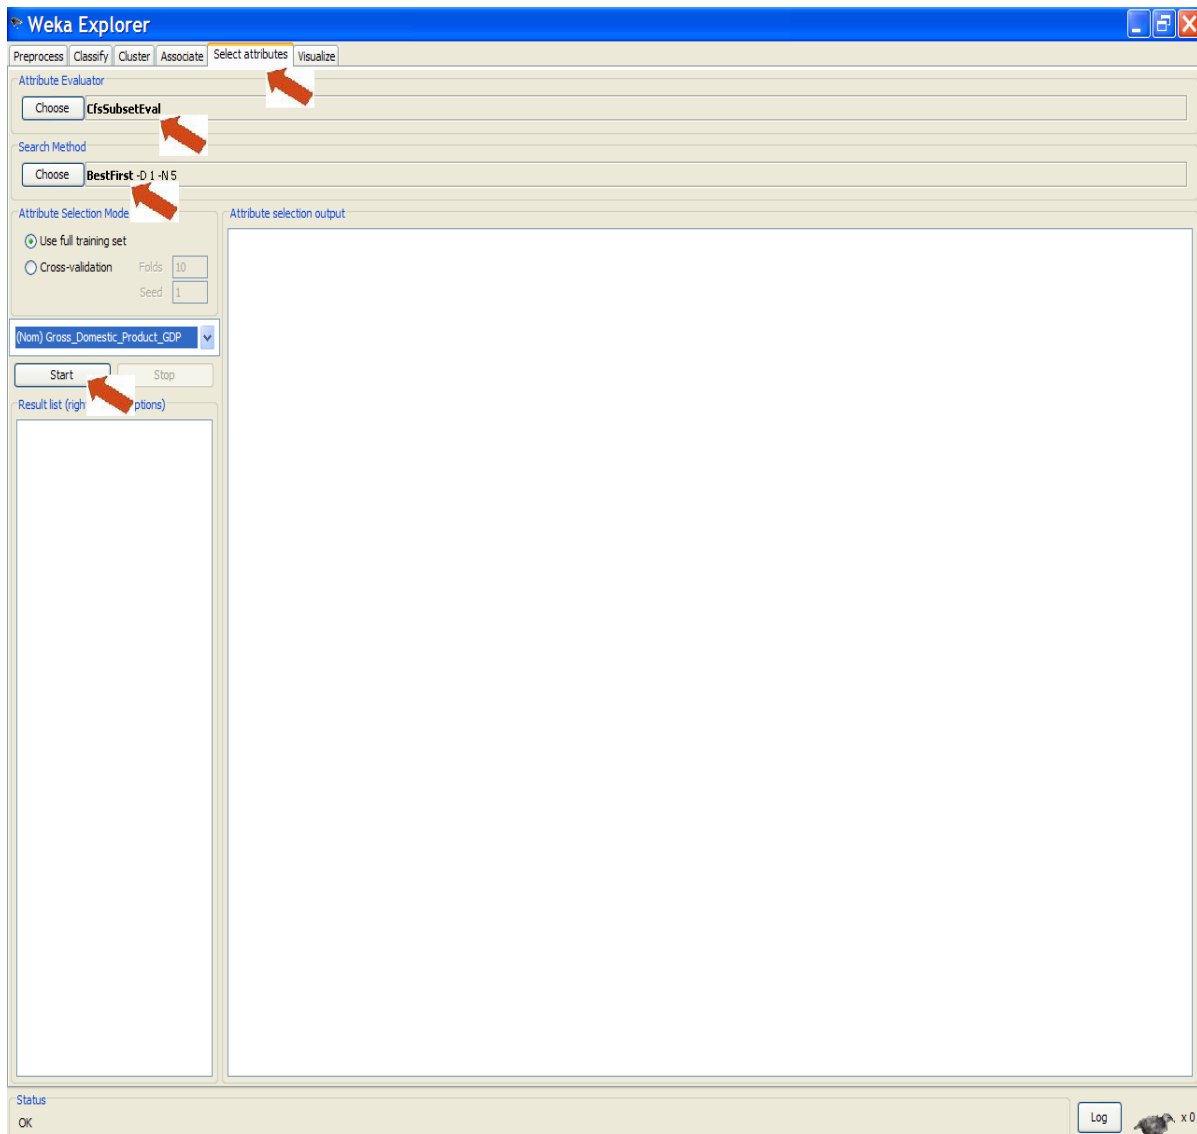 Weka Explorer
Preprocess Classify Cluster Associate Select attributes Visualize
Attribute Evaluator
Choose CfsSubsetEval
Search Method
Choose BestFirst -D 1 -N 5
Attribute Selection Mode
Attribute selection output
Use full training set
Cross-validation Folds 10
Seed 1
(Nom) Gross_Domestic_Product_GDP
Start Stop
Result list (righ ptions)
Status
OK
Log x 0